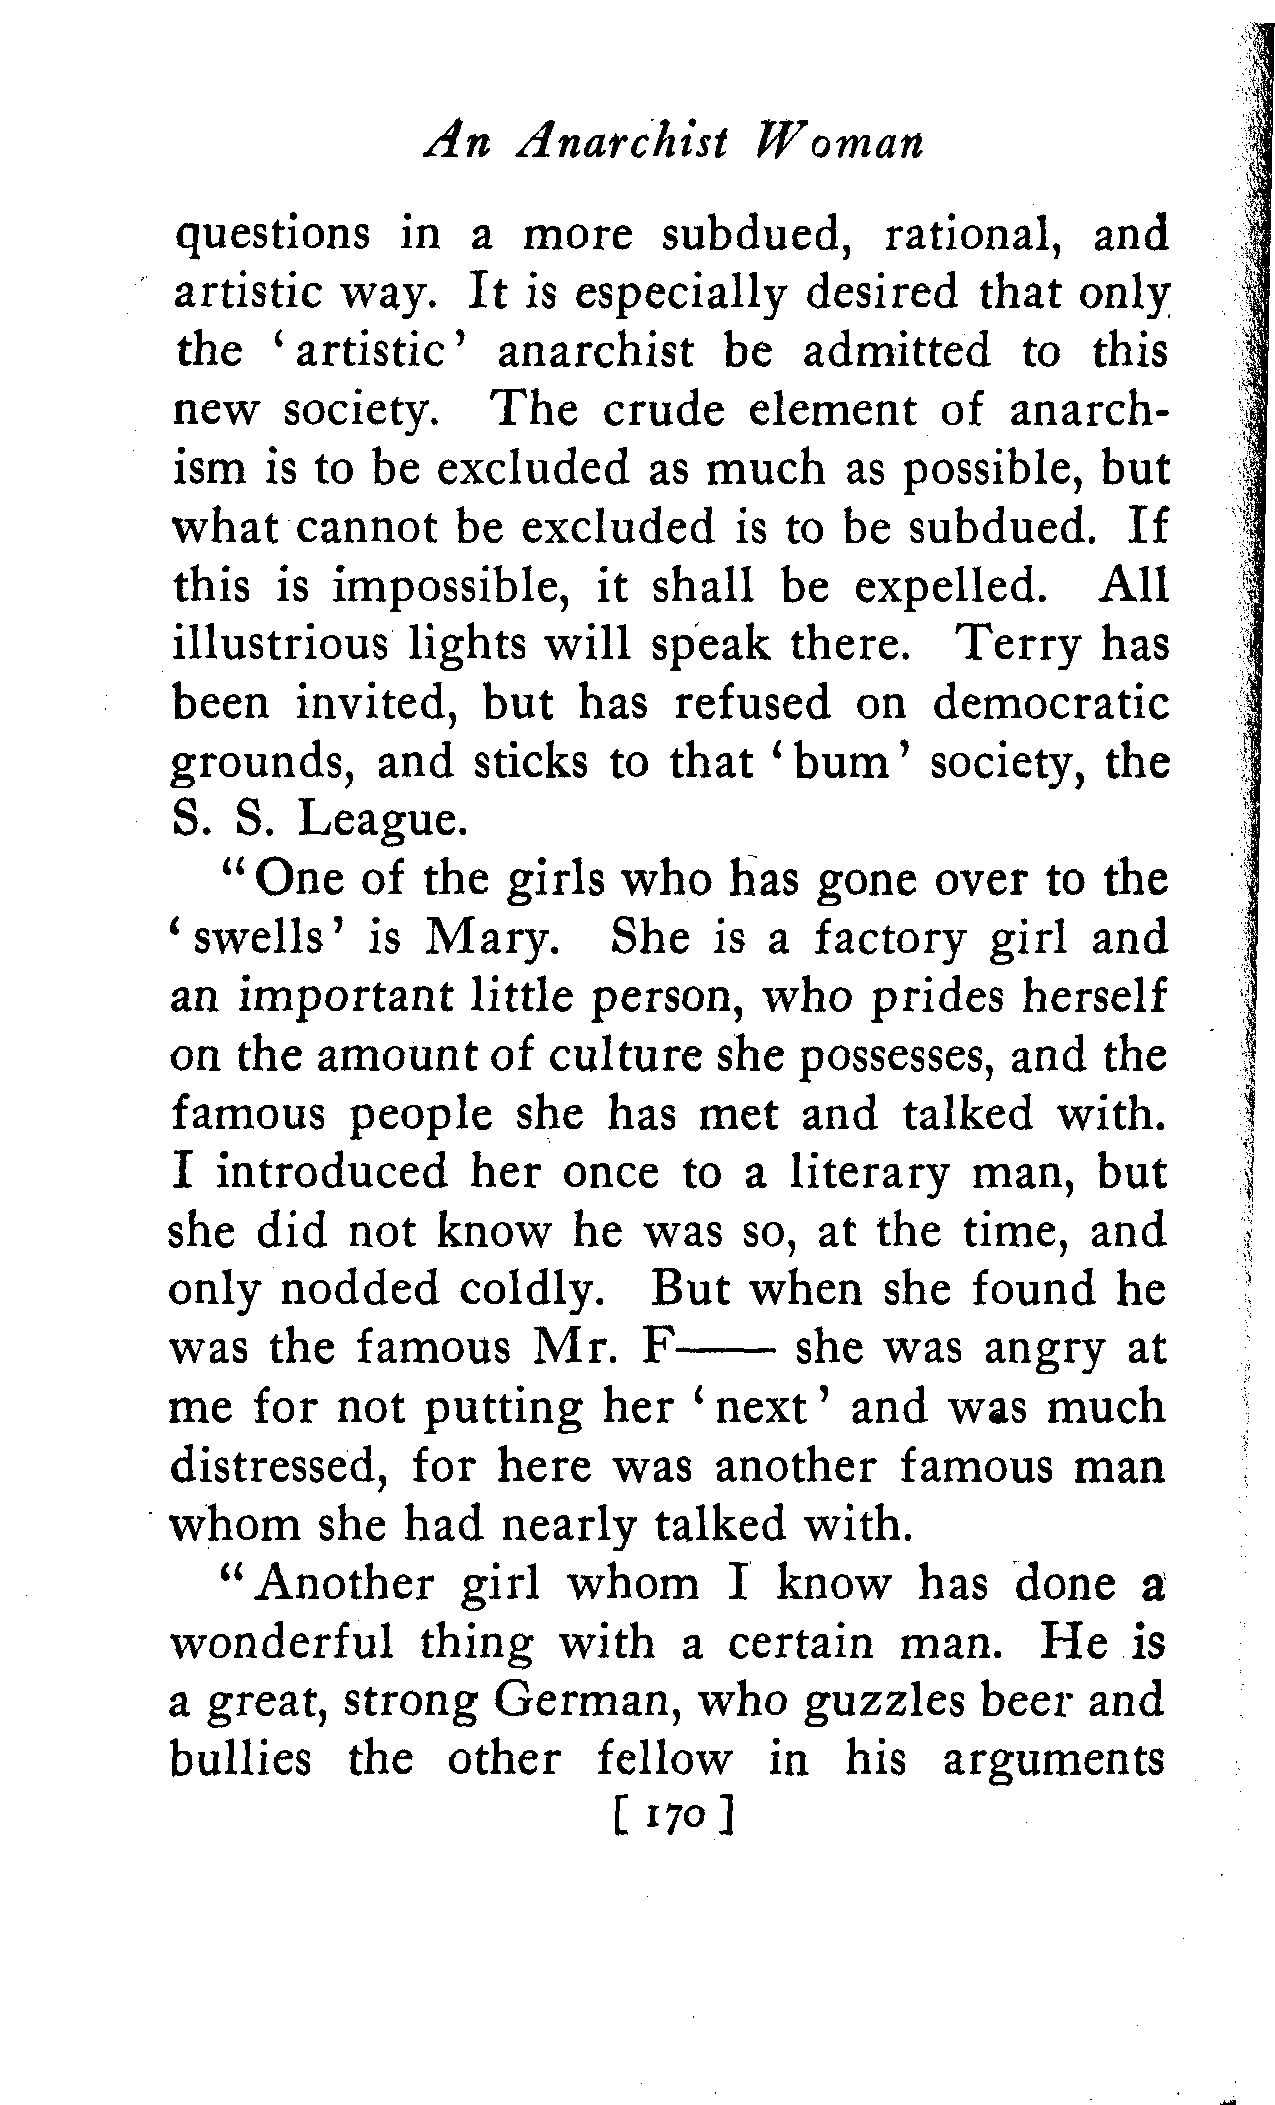 An Anarchist Woman
questions in a more subdued, rational, and
artistic way. It is especially desired that only
the ‘artistic’ anarchist be admitted to this
new society. The crude element of anarch-
ism is to be excluded as much as possible, but
what cannot be excluded is to be subdued. If
this is impossible, it shall be expelled. All
illustrious lights will speak there. Terry has
been invited, but has refused on democratic
grounds, and sticks to that ‘bum’ society, the
S. S. League.
“One of the girls who has gone over to the
‘swells’ is Mary. She is a factory girl and
an important little person, who prides herself
on the amount of culture she possesses, and the
famous people she has met and talked with.
I introduced her once to a literary man, but
she did not know he was so, at the time, and
only nodded coldly. But when she found he
was the famous Mr. F—— she was angry at
me for not putting her ‘next’ and was much
distressed, for here was another famous man
whom she had nearly talked with.
“Another girl whom I know has done a
wonderful thing with a certain man. He is
a great, strong German, who guzzles beer and
bullies the other fellow in his arguments
[ 170 ]